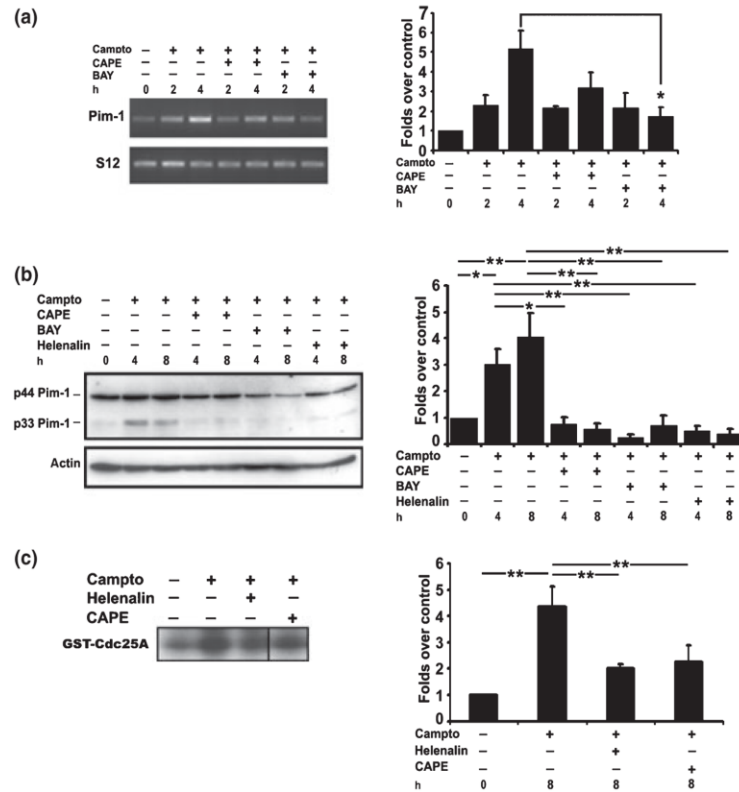 (a)
Campto – + + + + + +
CAPE – – – + + – –
BAY – – – – – + +
h 0 2 4 2 4 2 4
Pim-1
S12
Folds over control
7
6
5
4
3
2
1
0
*
Campto – + + + + + +
CAPE – – – + + – –
BAY – – – – – + +
h 0 2 4 2 4 2 4
(b)
Campto – + + + + + + + +
CAPE – – – + + – – – –
BAY – – – – – + + – –
Helenalin – – – – – – – + +
h 0 4 8 4 8 4 8 4 8
p44 Pim-1 –
p33 Pim-1 –
Actin
**
** **
* ** **
**
*
Folds over control
6
5
4
3
2
1
0
Campto – + + + + + + + +
CAPE – – – + + – – – –
BAY – – – – – + + – –
Helenalin – – – – – – – + +
h 0 4 8 4 8 4 8 4 8
(c)
Campto – + + +
Helenalin – – + –
CAPE – – – +
GST-Cdc25A
**
** **
Folds over control
6
5
4
3
2
1
0
Campto – + + +
Helenalin – – + –
CAPE – – – +
h 0 8 8 8